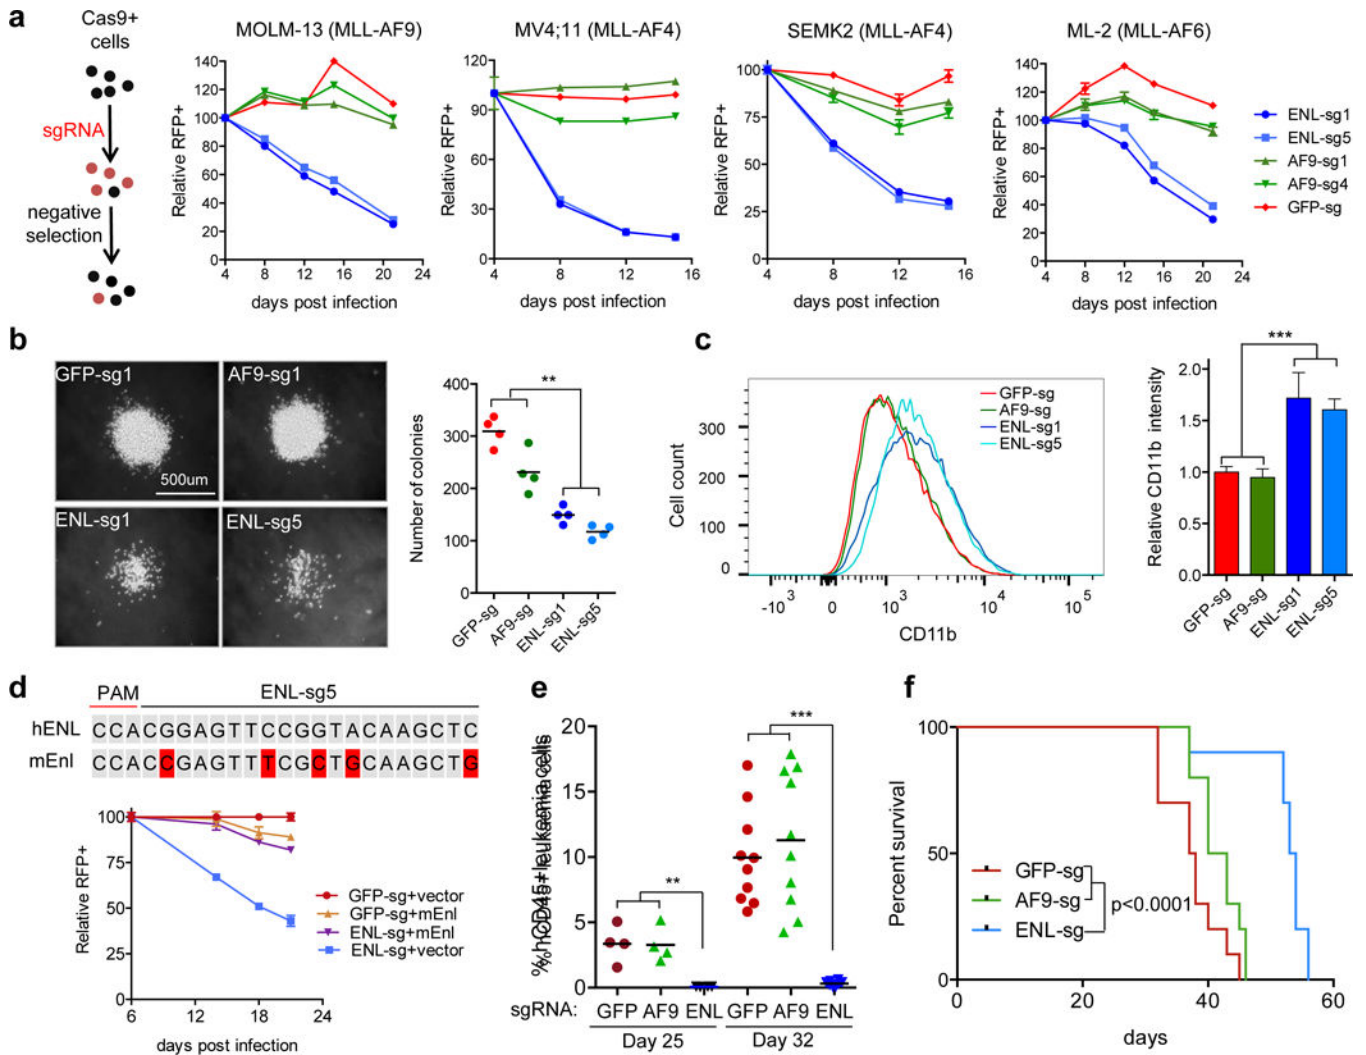 a
Cas9+
cells
sgRNA
negative
selection
MOLM-13 (MLL-AF9)
Relative RFP+
140
120
100
80
60
40
20
0
4 8 12 16 20 24
days post infection
MV4;11 (MLL-AF4)
Relative RFP+
120
90
60
30
0
4 8 12 16
days post infection
SEMK2 (MLL-AF4)
Relative RFP+
100
75
50
25
0
4 8 12 16
days post infection
ML-2 (MLL-AF6)
Relative RFP+
140
120
100
80
60
40
20
0
4 8 12 16 20 24
days post infection
ENL-sg1
ENL-sg5
AF9-sg1
AF9-sg4
GFP-sg
b
GFP-sg1
AF9-sg1
500um
ENL-sg1
ENL-sg5
Number of colonies
400
300
200
100
0
**
GFP-sg
AF9-sg
ENL-sg1
ENL-sg5
c
Cell count
300
200
100
0
GFP-sg
AF9-sg
ENL-sg1
ENL-sg5
-10 3 0 10 3 10 4 10 5
CD11b
Relative CD11b intensity
2.0
1.5
1.0
0.5
0.0
***
GFP-sg
AF9-sg
ENL-sg1
ENL-sg5
d
PAM ENL-sg5
hENL CCACGGAGTTCCGGTACAAGCTC
mEnl CCACCGAGTTTCGCTGCAAGCTG
Relative RFP+
100
75
50
25
0
6 12 18 24
days post infection
GFP-sg+vector
GFP-sg+mEnl
ENL-sg+mEnl
ENL-sg+vector
e
% hCD45+ leukemia cells
20
15
10
5
0
**
***
sgRNA: GFP AF9 ENL GFP AF9 ENL
Day 25 Day 32
f
Percent survival
100
50
0
GFP-sg
AF9-sg
ENL-sg
p<0.0001
0 20 40 60
days